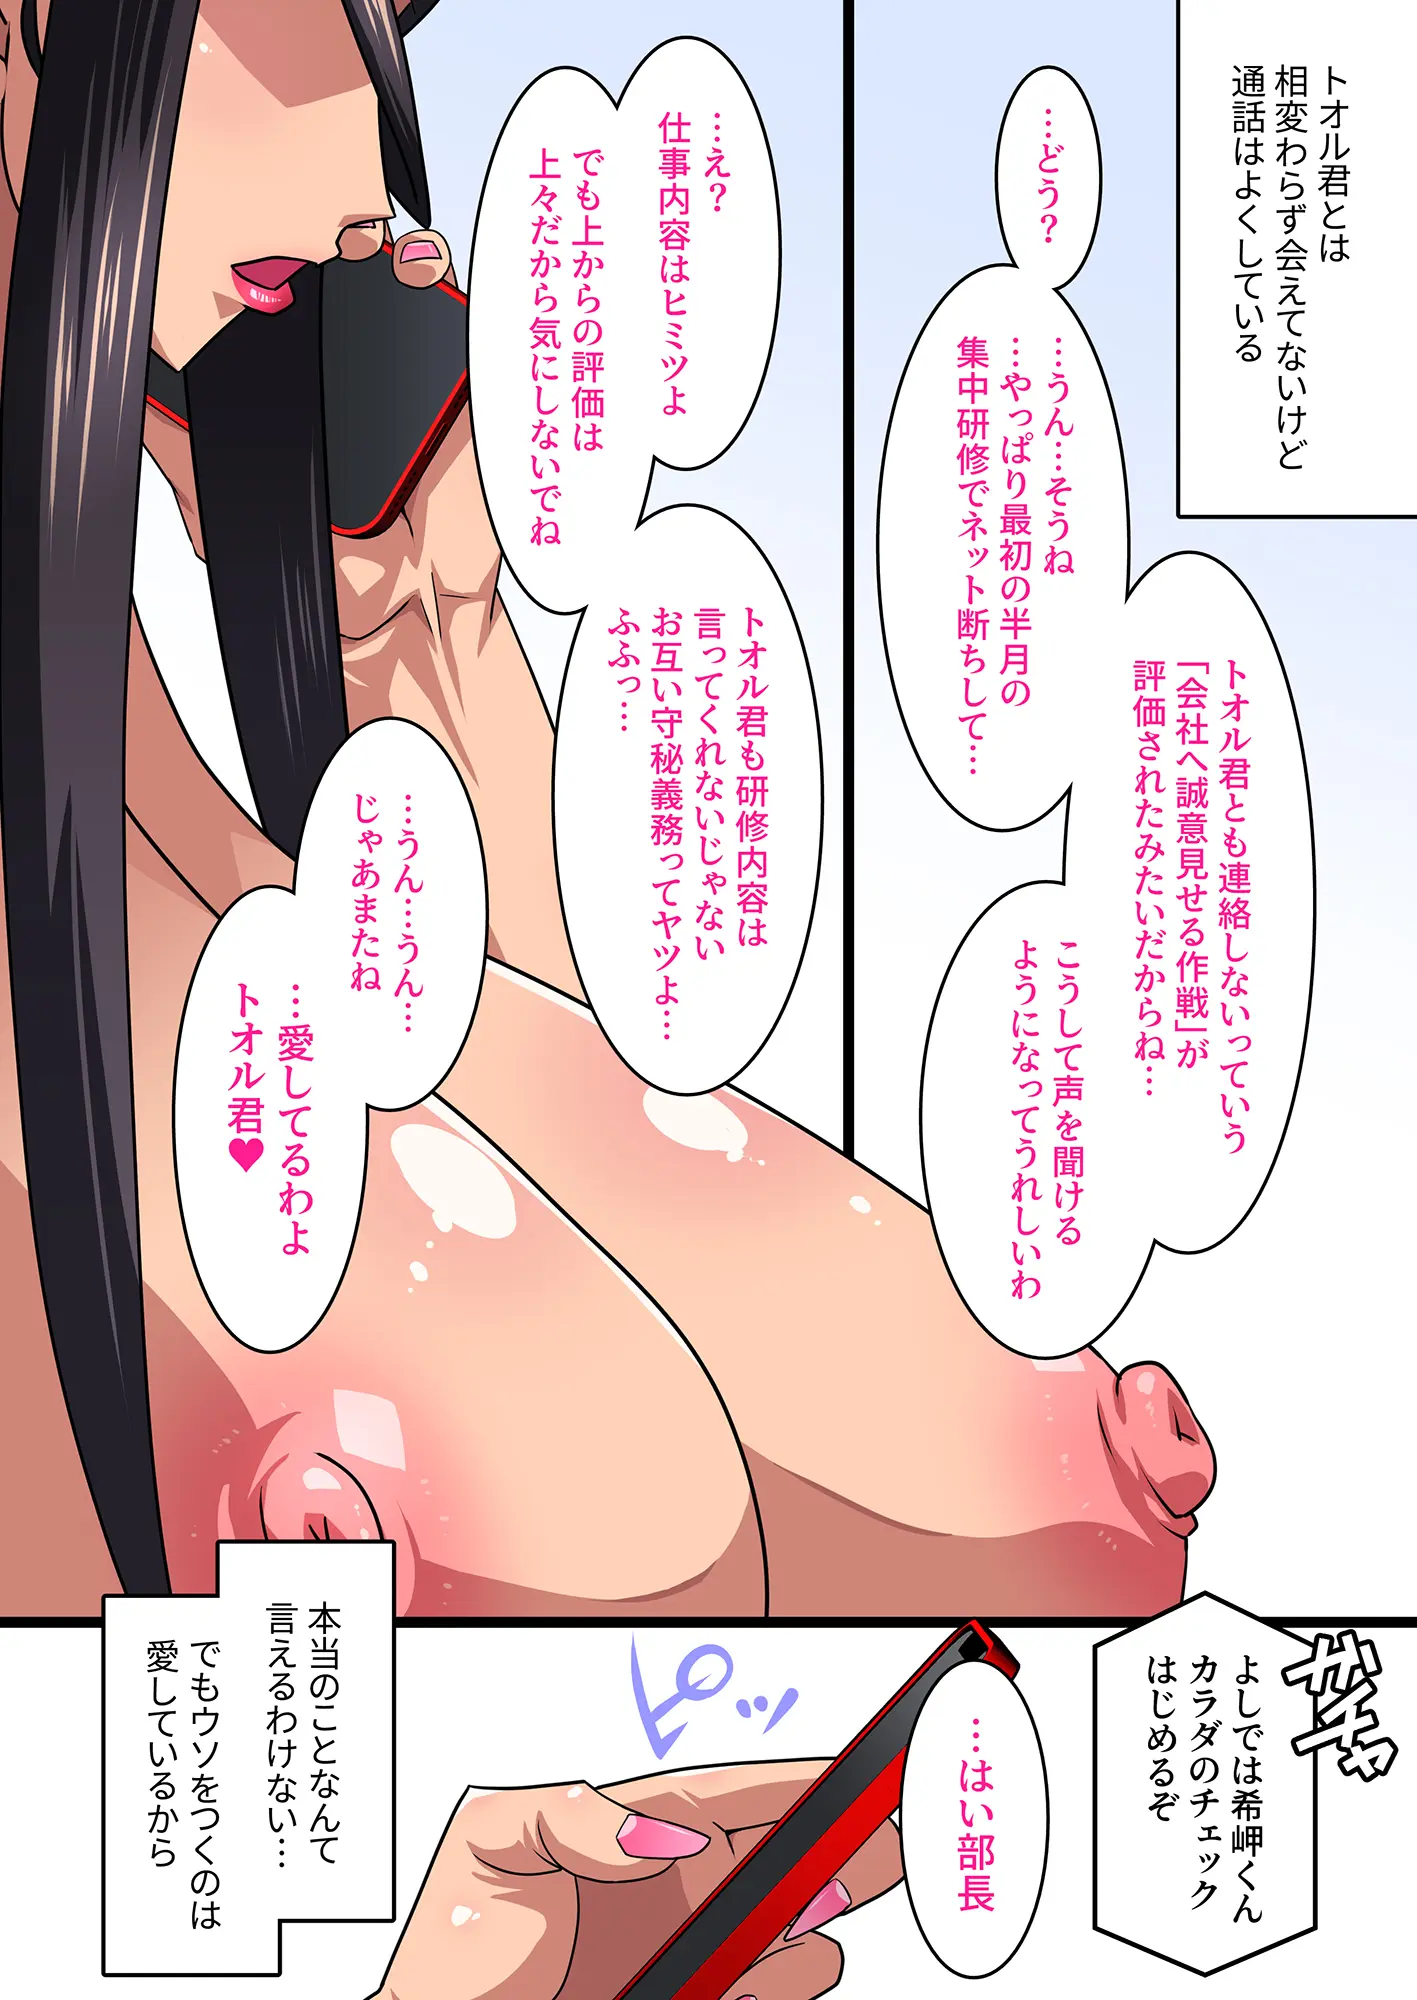 トオル君とは
相変わらず会えてないけど
通話はよくしている
…どう？
…うん…そうね
…やっぱり最初の半月の
集中研修でネット断ちして…
トオル君とも連絡しないっていう
「会社へ誠意見せる作戦」が
評価されたみたいだからね…
こうして声を聞ける
ようになってうれしいわ
…え？
仕事内容はヒミツよ
でも上からの評価は
上々だから気にしないでね
トオル君も研修内容は
言ってくれないじゃない
お互い守秘義務ってヤツよ…
ふふっ…
…うん…うん…
じゃあまたね
…愛してるわよ
トオル君♥
ガチャ
よしでは希岬くん
カラダのチェック
はじめるぞ
…はい部長
ピッ
本当のことなんて
言えるわけない…
でもウソをつくのは
愛しているから